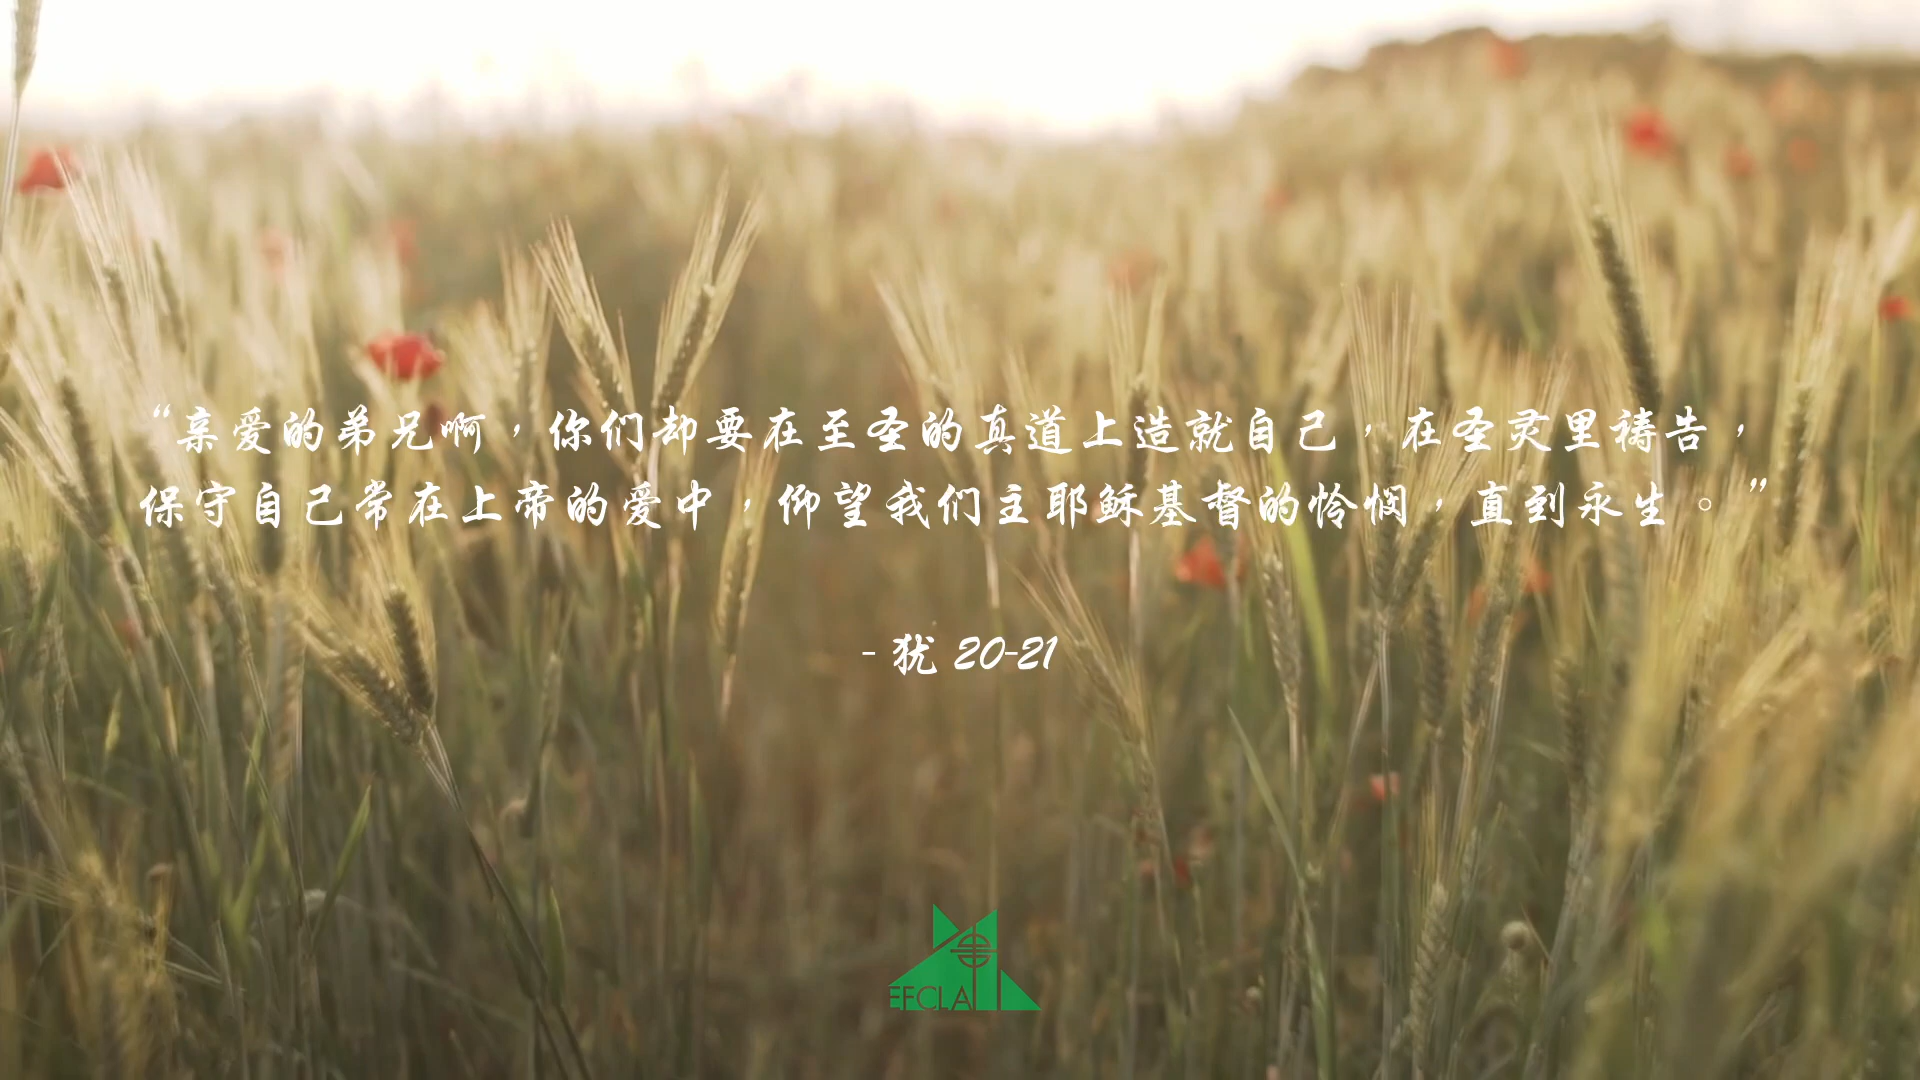 “亲爱的弟兄啊，你们却要在至圣的真道上造就自己，在圣灵里祷告，
保守自己常在上帝的爱中，仰望我们主耶稣基督的怜悯，直到永生。”
- 犹 20-21
EFCLA